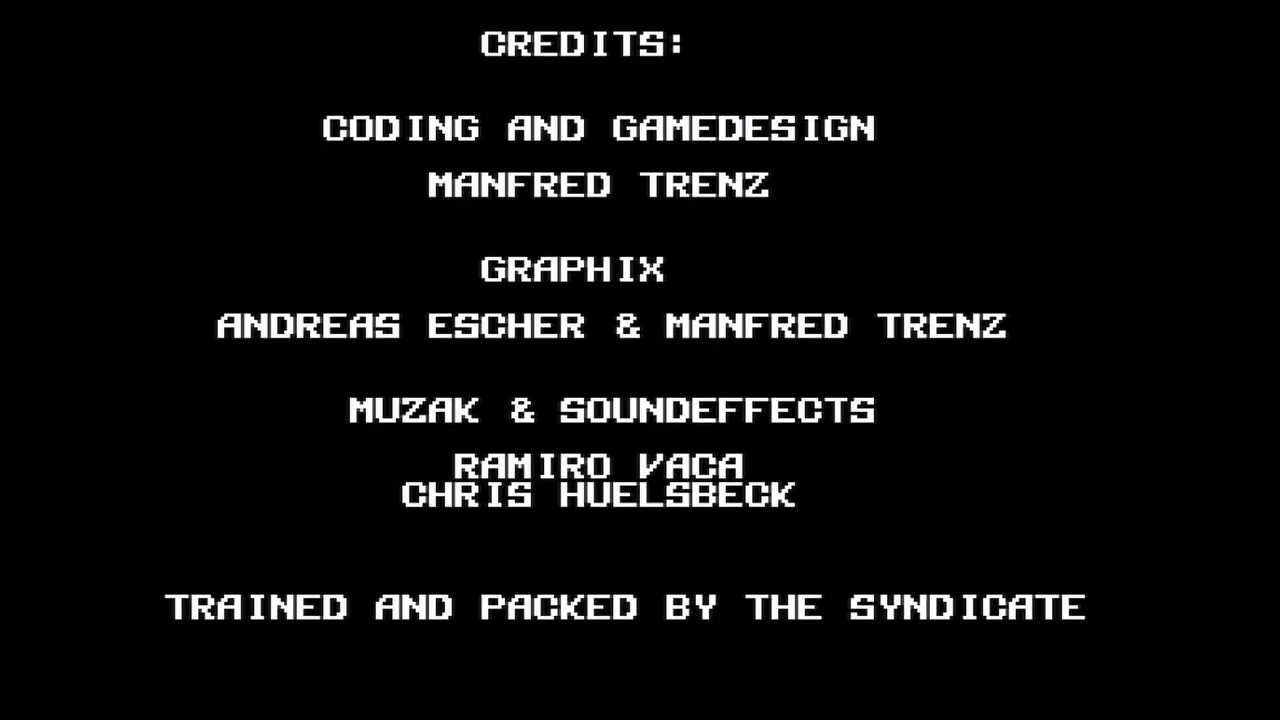 CREDITS:
CODING AND GAMEDESIGN
MANFRED TRENZ
GRAPHIX
ANDREAS ESCHER & MANFRED TRENZ
MUZAK & SOUNDEFFECTS
RAMIRO VACA
CHRIS HUELSBECK
TRAINED AND PACKED BY THE SYNDICATE